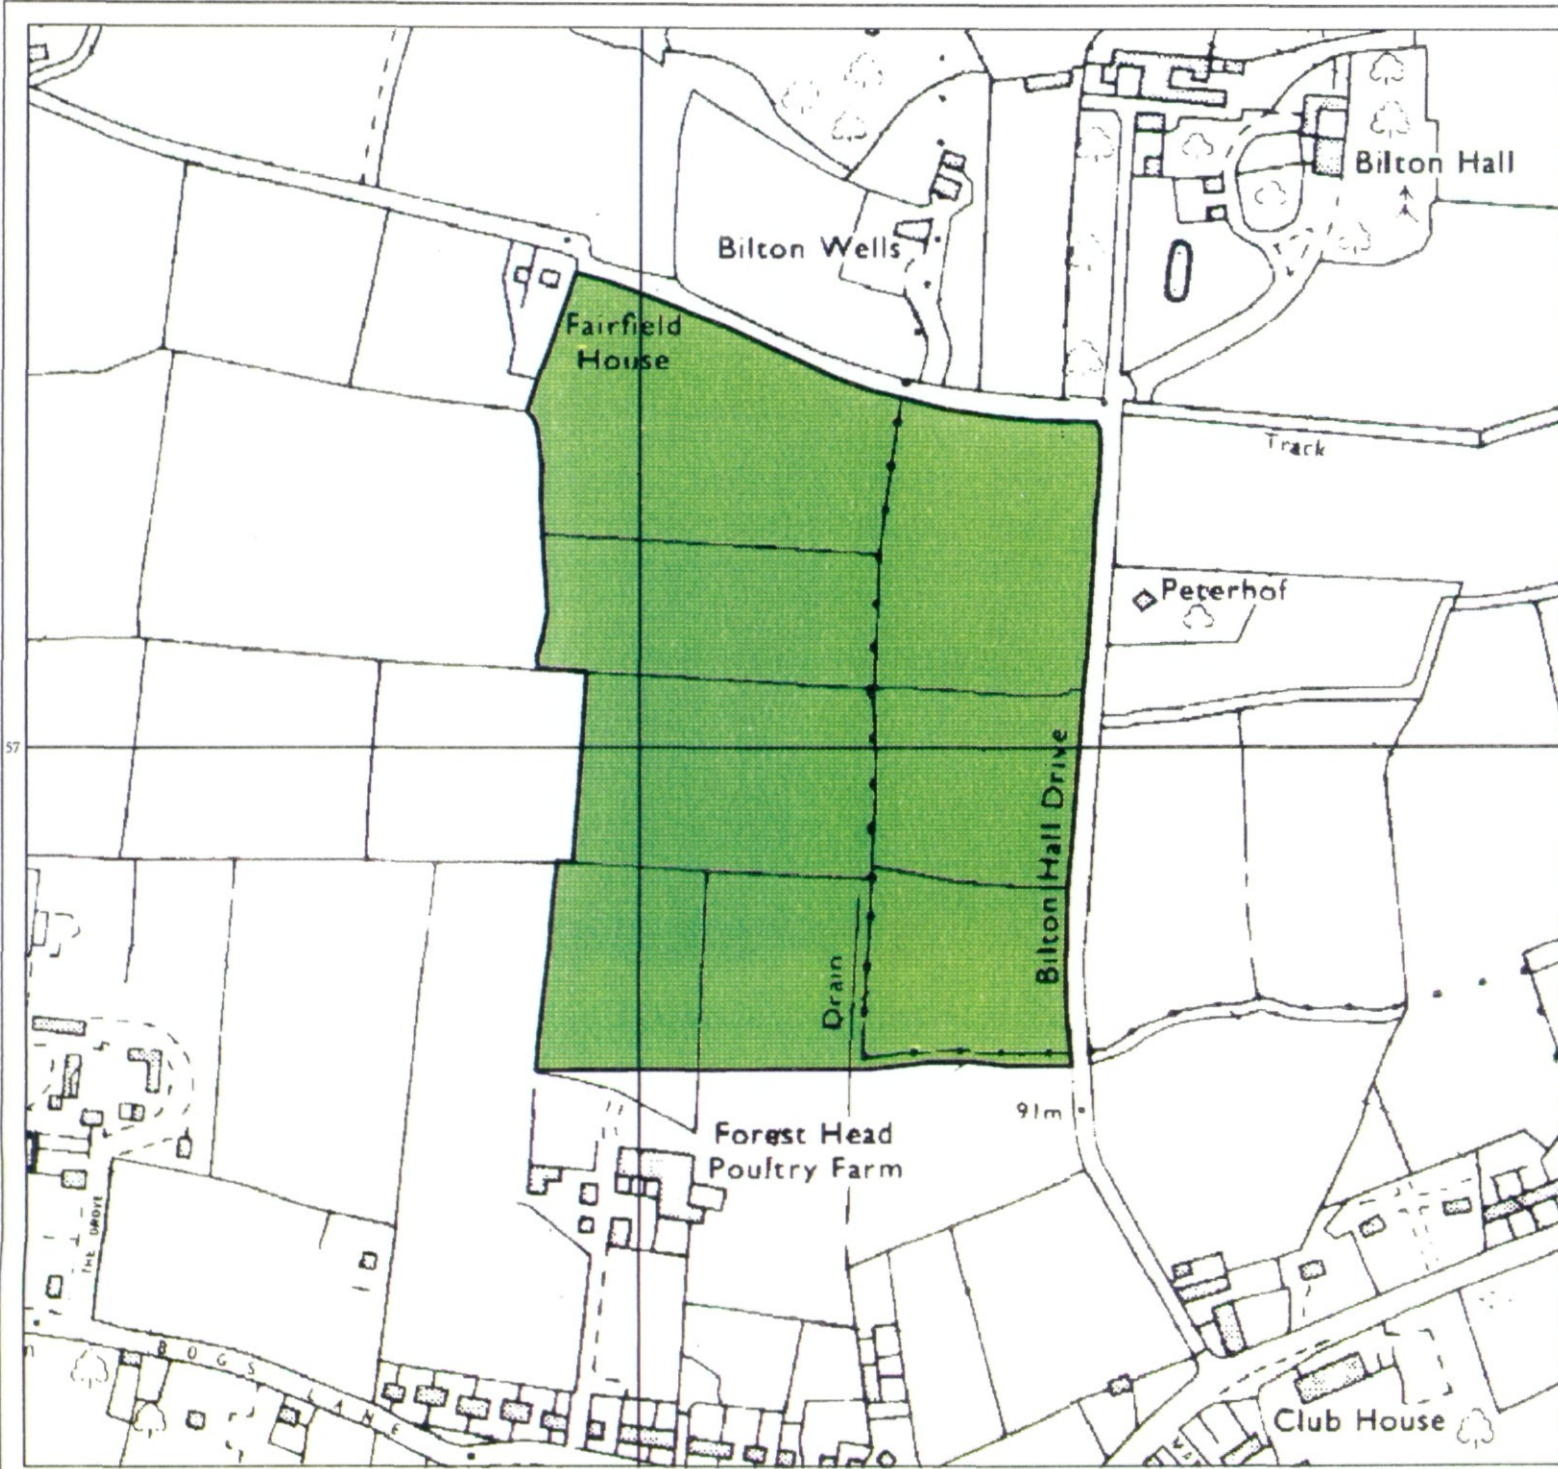 Bilton Hall
Bilton Wells
Fairfield
House
Track
Peterhof
57
Bilton Hall Drive
Drain
91m
Forest Head
Poultry Farm
THE DROVE
BOGS LANE
Club House